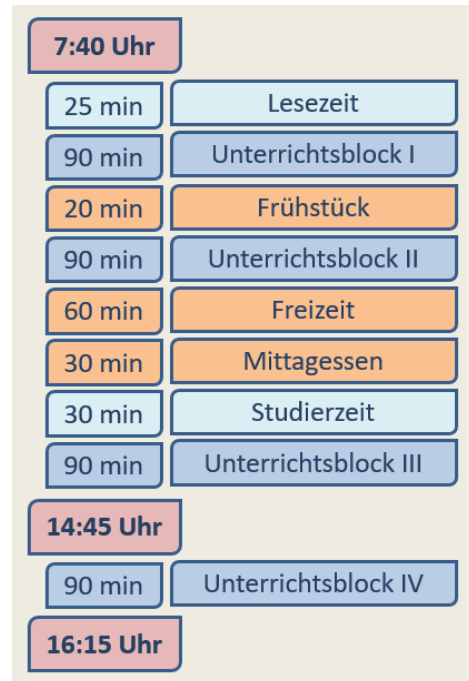 7:40 Uhr
25 min Lesezeit
90 min Unterrichtsblock I
20 min Frühstück
90 min Unterrichtsblock II
60 min Freizeit
30 min Mittagessen
30 min Studierzeit
90 min Unterrichtsblock III
14:45 Uhr
90 min Unterrichtsblock IV
16:15 Uhr